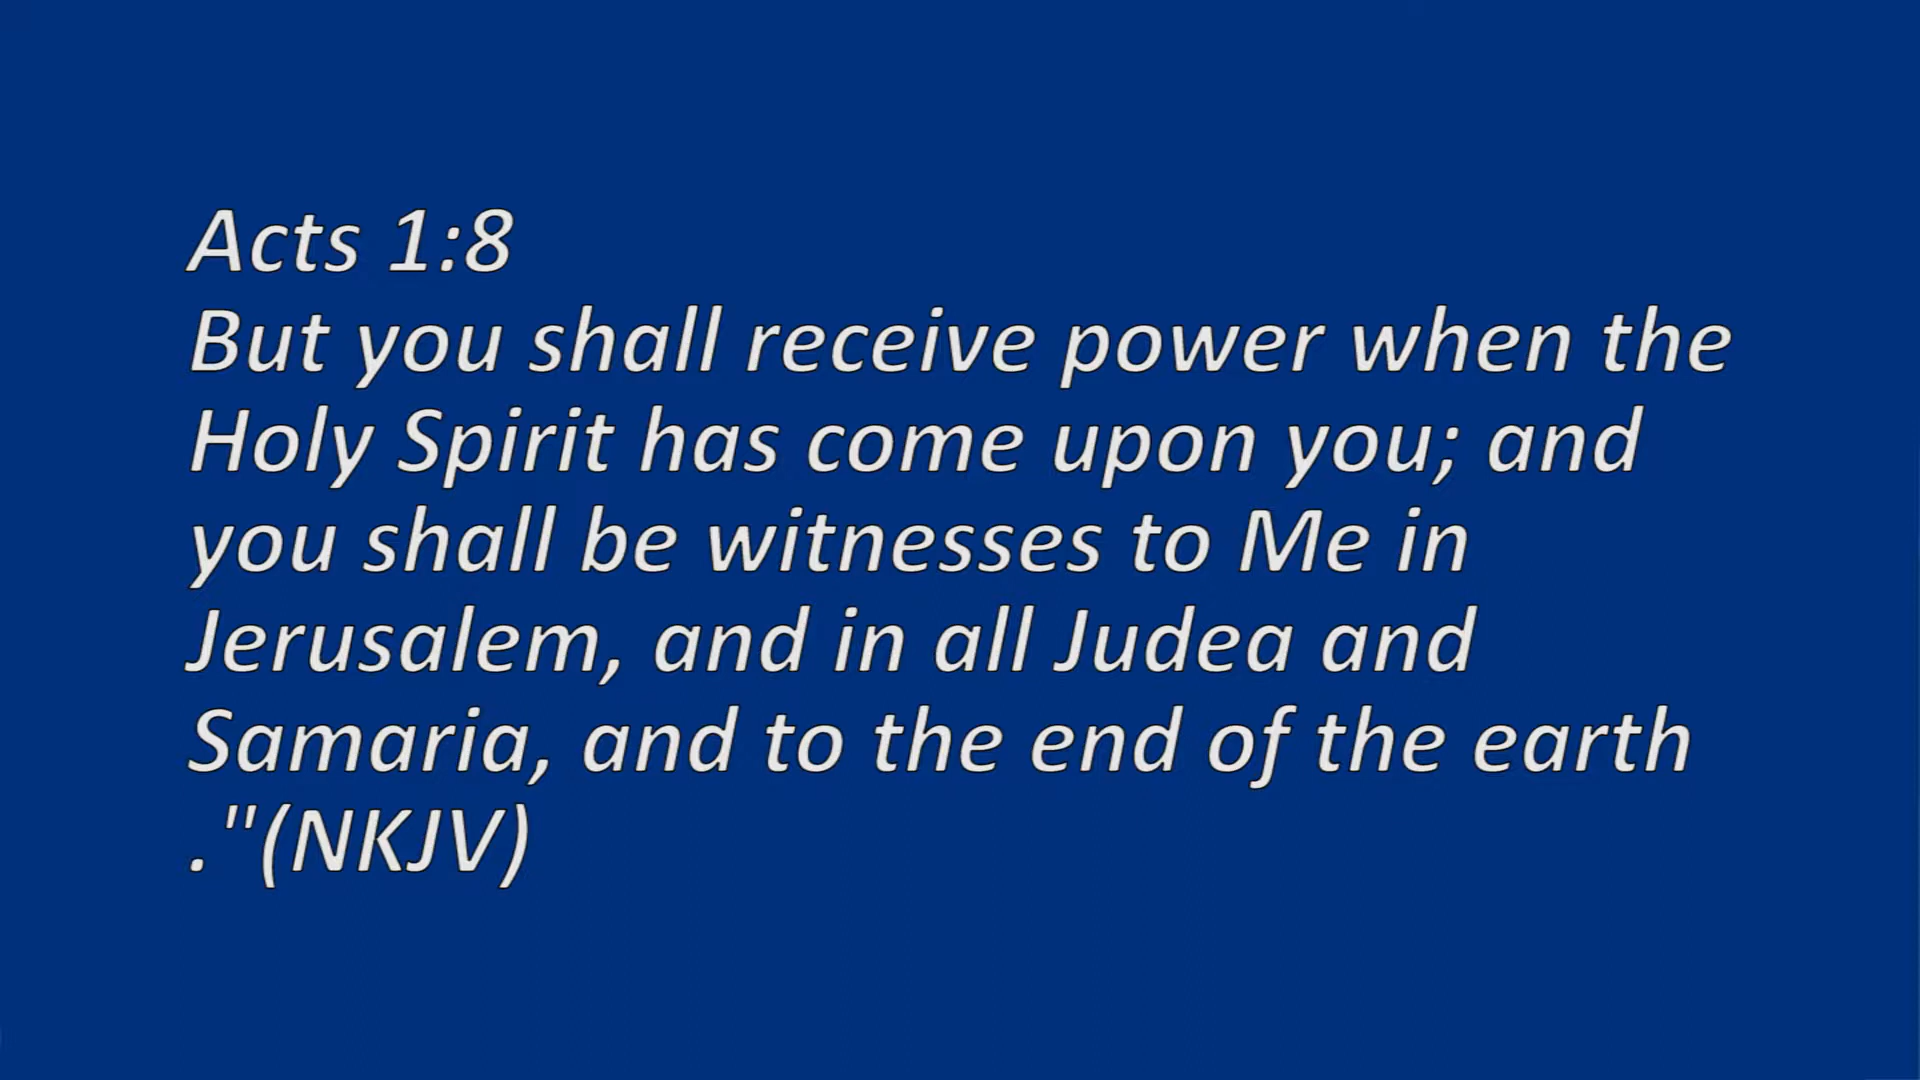 Acts 1:8
But you shall receive power when the
Holy Spirit has come upon you; and
you shall be witnesses to Me in
Jerusalem, and in all Judea and
Samaria, and to the end of the earth
."(NKJV)